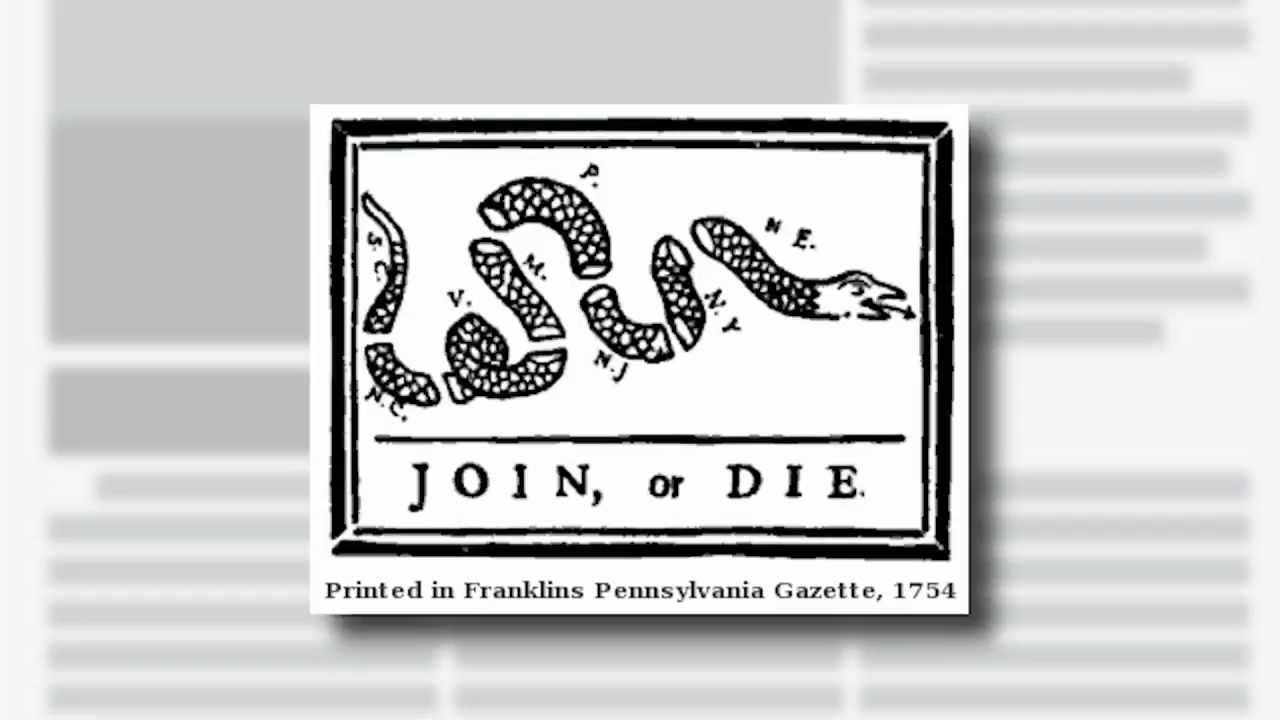 P.
S. C.
N E.
M.
V.
N. Y
N. J
N. C.
JOIN, or DIE.
Printed in Franklins Pennsylvania Gazette, 1754